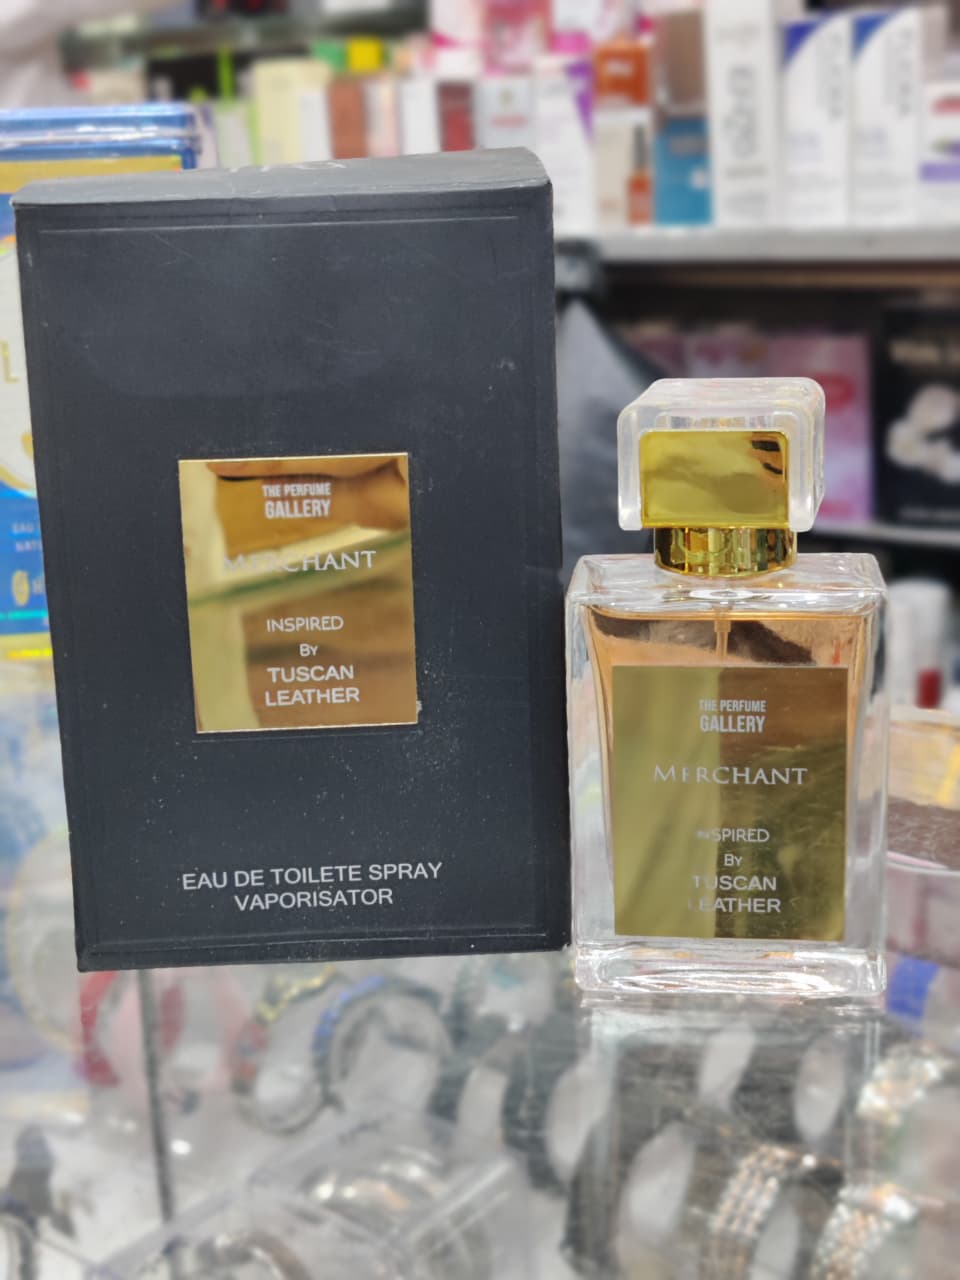 THE PERFUME
GALLERY
MERCHANT
INSPIRED
BY
TUSCAN
LEATHER
EAU DE TOILETE SPRAY
VAPORISATOR
THE PERFUME
GALLERY
MERCHANT
INSPIRED
BY
TUSCAN
LEATHER